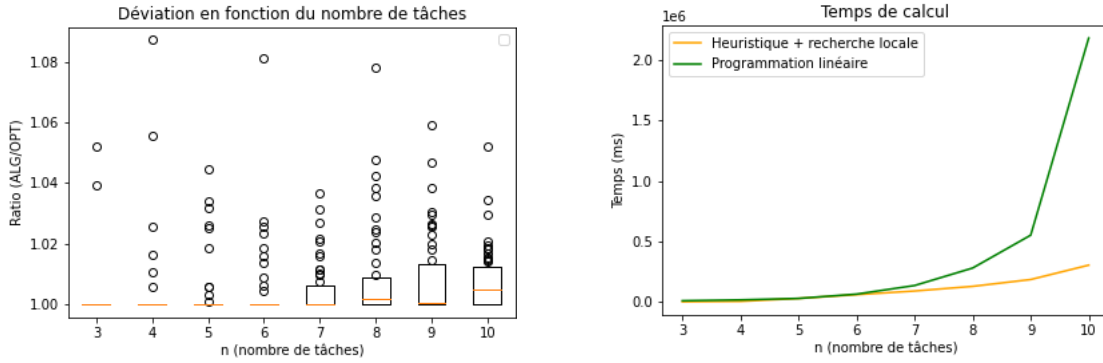 Déviation en fonction du nombre de tâches
Ratio (ALG/OPT)
1.08
1.06
1.04
1.02
1.00
3 4 5 6 7 8 9 10
n (nombre de tâches)
Temps de calcul
1e6
Heuristique + recherche locale
Programmation linéaire
Temps (ms)
2.0
1.5
1.0
0.5
0.0
3 4 5 6 7 8 9 10
n (nombre de tâches)